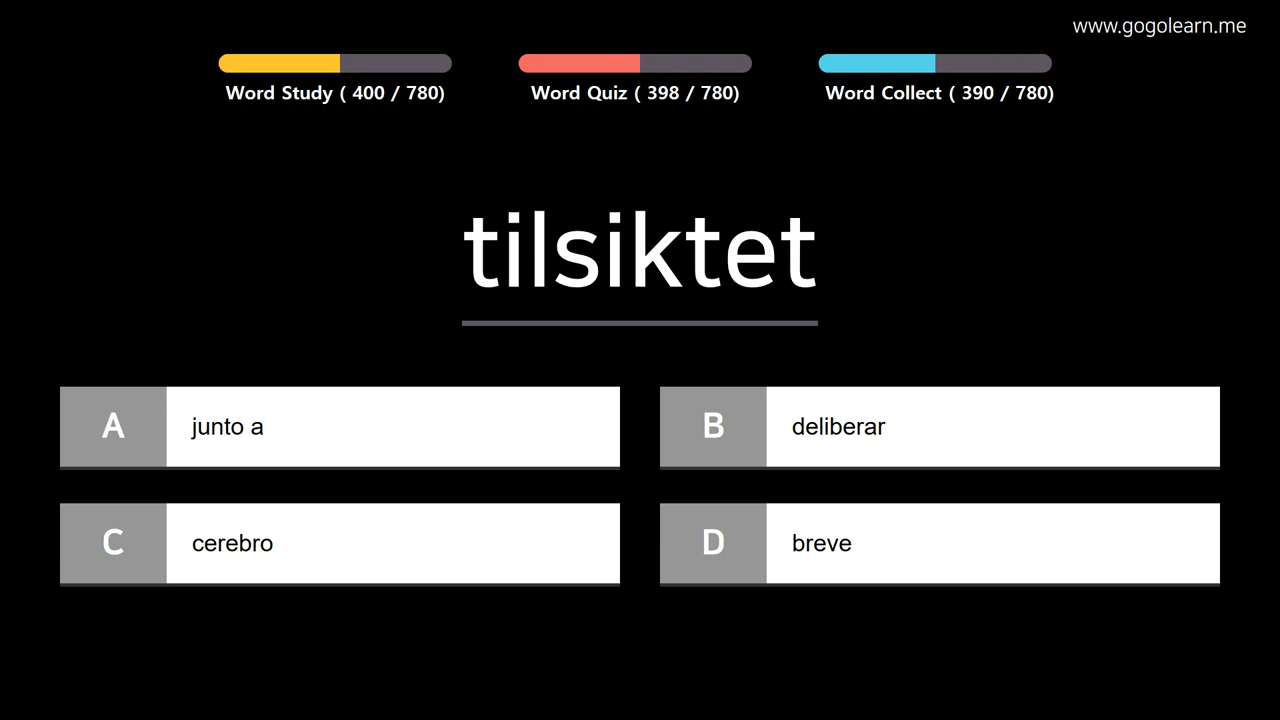 www.gogolearn.me
Word Study ( 400 / 780)
Word Quiz ( 398 / 780)
Word Collect ( 390 / 780)
tilsiktet
A junto a
B deliberar
C cerebro
D breve